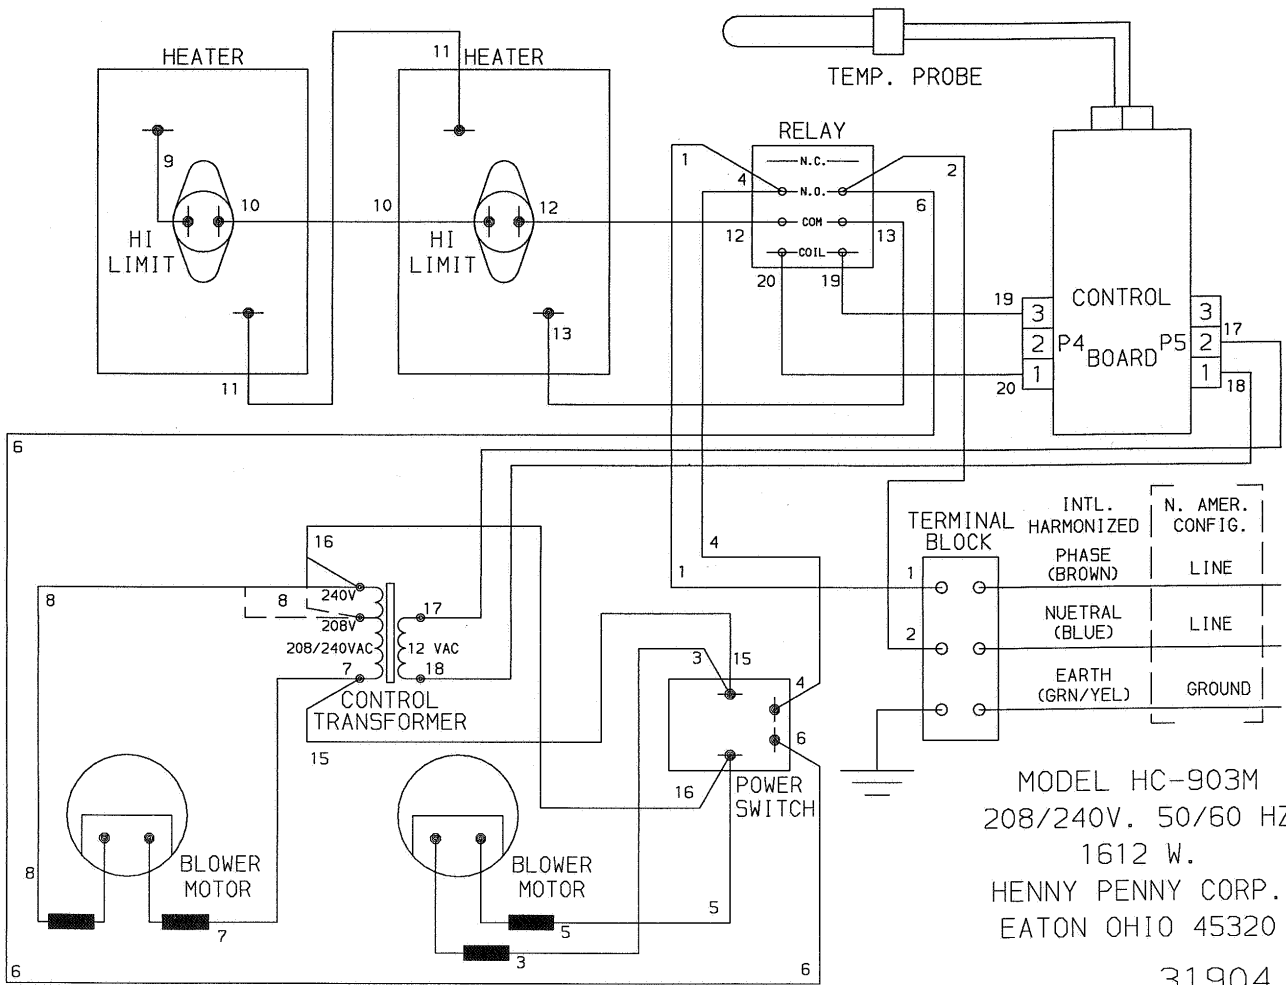 HEATER
11
HEATER
TEMP. PROBE
RELAY
N.C.
1
9
4
N.O.
2
10
10
12
6
12
COM
13
HI
LIMIT
HI
LIMIT
COIL
20
19
19
3
CONTROL
3
17
13
2
P4
BOARD
P5
2
11
20
1
1
18
6
INTL.
HARMONIZED
N. AMER.
CONFIG.
TERMINAL
BLOCK
16
4
PHASE
(BROWN)
LINE
1
1
8
8
240V
208V
17
NUETRAL
(BLUE)
LINE
2
208/240VAC
12 VAC
7
18
3
15
4
EARTH
(GRN/YEL)
GROUND
CONTROL
TRANSFORMER
15
6
16
POWER
SWITCH
MODEL HC-903M
208/240V. 50/60 HZ
1612 W.
HENNY PENNY CORP.
EATON OHIO 45320
BLOWER
MOTOR
BLOWER
MOTOR
8
7
5
5
3
6
6
31904